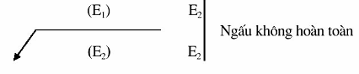 (E₁) E₂
(E₂) E₂ Ngấu không hoàn toàn